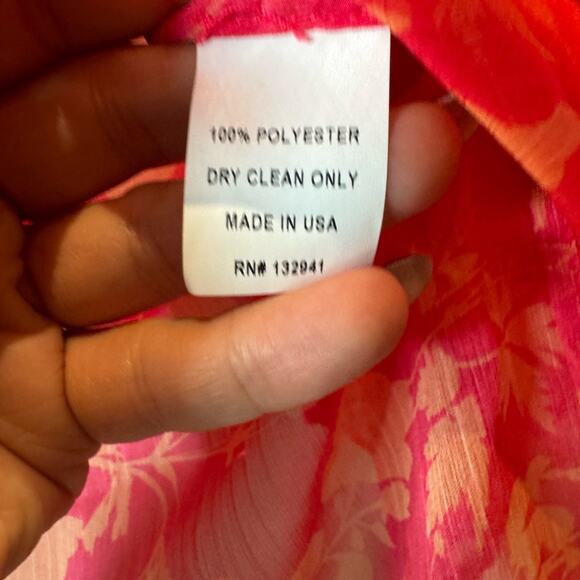 100% POLYESTER
DRY CLEAN ONLY
MADE IN USA
RN# 132941